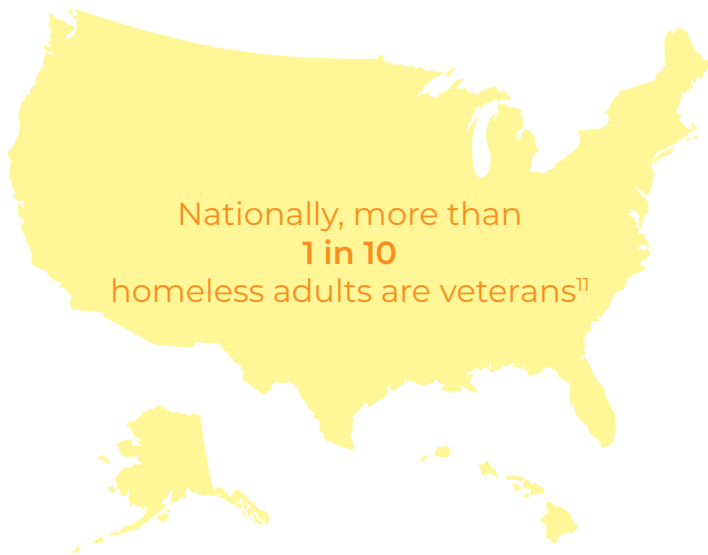 Nationally, more than
1 in 10
homeless adults are veterans¹¹